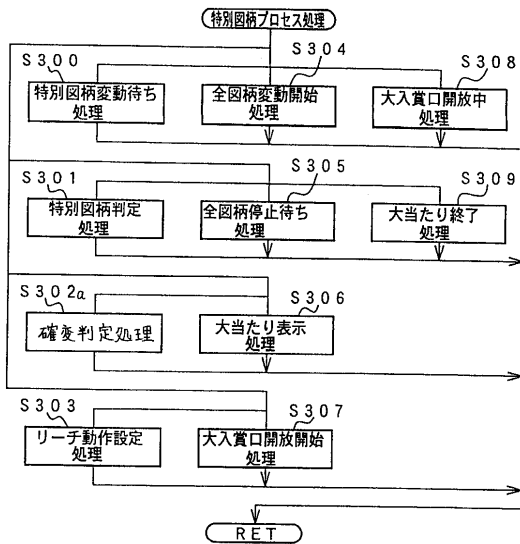 特別図柄プロセス処理
S300
特別図柄変動待ち
処理
S304
全図柄変動開始
処理
S308
大入賞口開放中
処理
S301
特別図柄判定
処理
S305
全図柄停止待ち
処理
S309
大当たり終了
処理
S302a
確変判定処理
S306
大当たり表示
処理
S303
リーチ動作設定
処理
S307
大入賞口開放開始
処理
RET